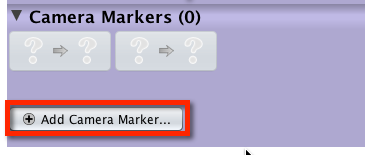 Camera Markers (0)
? ➔ ? ? ➔ ?
Add Camera Marker...